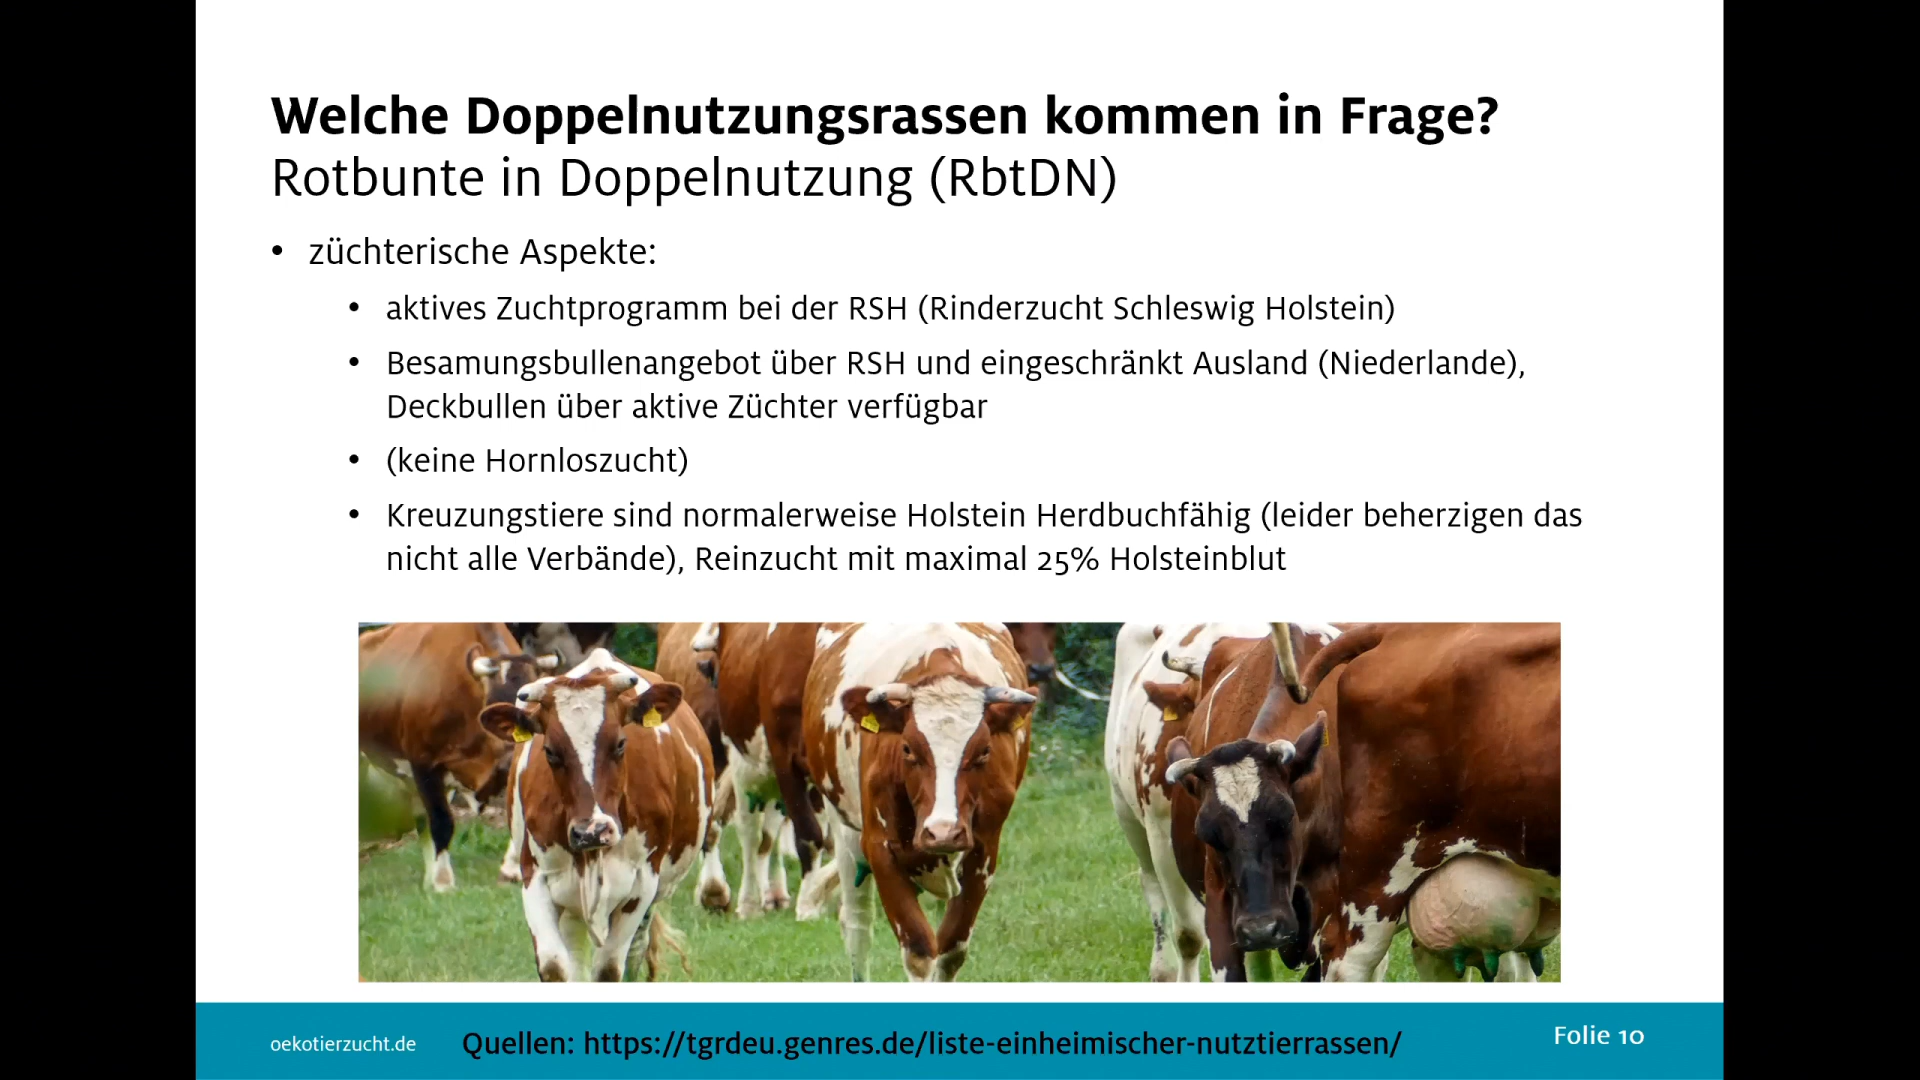 Welche Doppelnutzungsrassen kommen in Frage?
Rotbunte in Doppelnutzung (RbtDN)
• züchterische Aspekte:
• aktives Zuchtprogramm bei der RSH (Rinderzucht Schleswig Holstein)
• Besamungsbullenangebot über RSH und eingeschränkt Ausland (Niederlande),
Deckbullen über aktive Züchter verfügbar
• (keine Hornloszucht)
• Kreuzungstiere sind normalerweise Holstein Herdbuchfähig (leider beherzigen das
nicht alle Verbände), Reinzucht mit maximal 25% Holsteinblut
oekotierzucht.de
Quellen: https://tgrdeu.genres.de/liste-einheimischer-nutztierrassen/
Folie 10